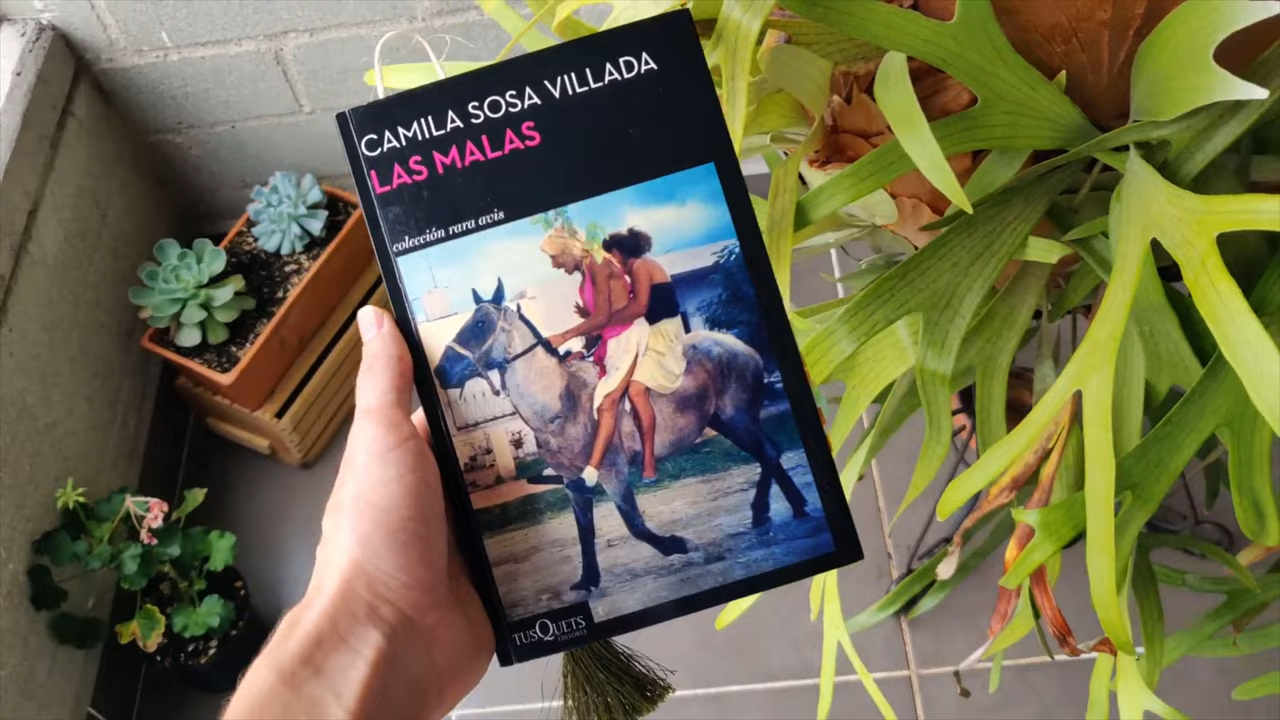 CAMILA SOSA VILLADA
LAS MALAS
colección rara avis
TUSQUETS
EDITORES